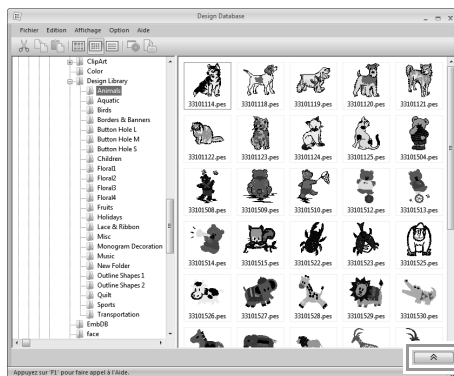 Design Database
Fichier Edition Affichage Option Aide
ClipArt
Color
Design Library
Animals
Aquatic
Birds
Borders & Banners
Button Hole L
Button Hole M
Button Hole S
Children
Floral1
Floral2
Floral3
Floral4
Fruits
Holidays
Lace & Ribbon
Misc
Monogram Decoration
Music
New Folder
Outline Shapes 1
Outline Shapes 2
Quilt
Sports
Transportation
EmbDB
face
33101114.pes 33101118.pes 33101119.pes 33101120.pes 33101121.pes
33101122.pes 33101123.pes 33101124.pes 33101125.pes 33101504.pes
33101508.pes 33101509.pes 33101510.pes 33101512.pes 33101513.pes
33101514.pes 33101515.pes 33101522.pes 33101523.pes 33101525.pes
33101526.pes 33101527.pes 33101528.pes 33101529.pes 33101530.pes
Appuyez sur 'F1' pour faire appel à l'Aide.